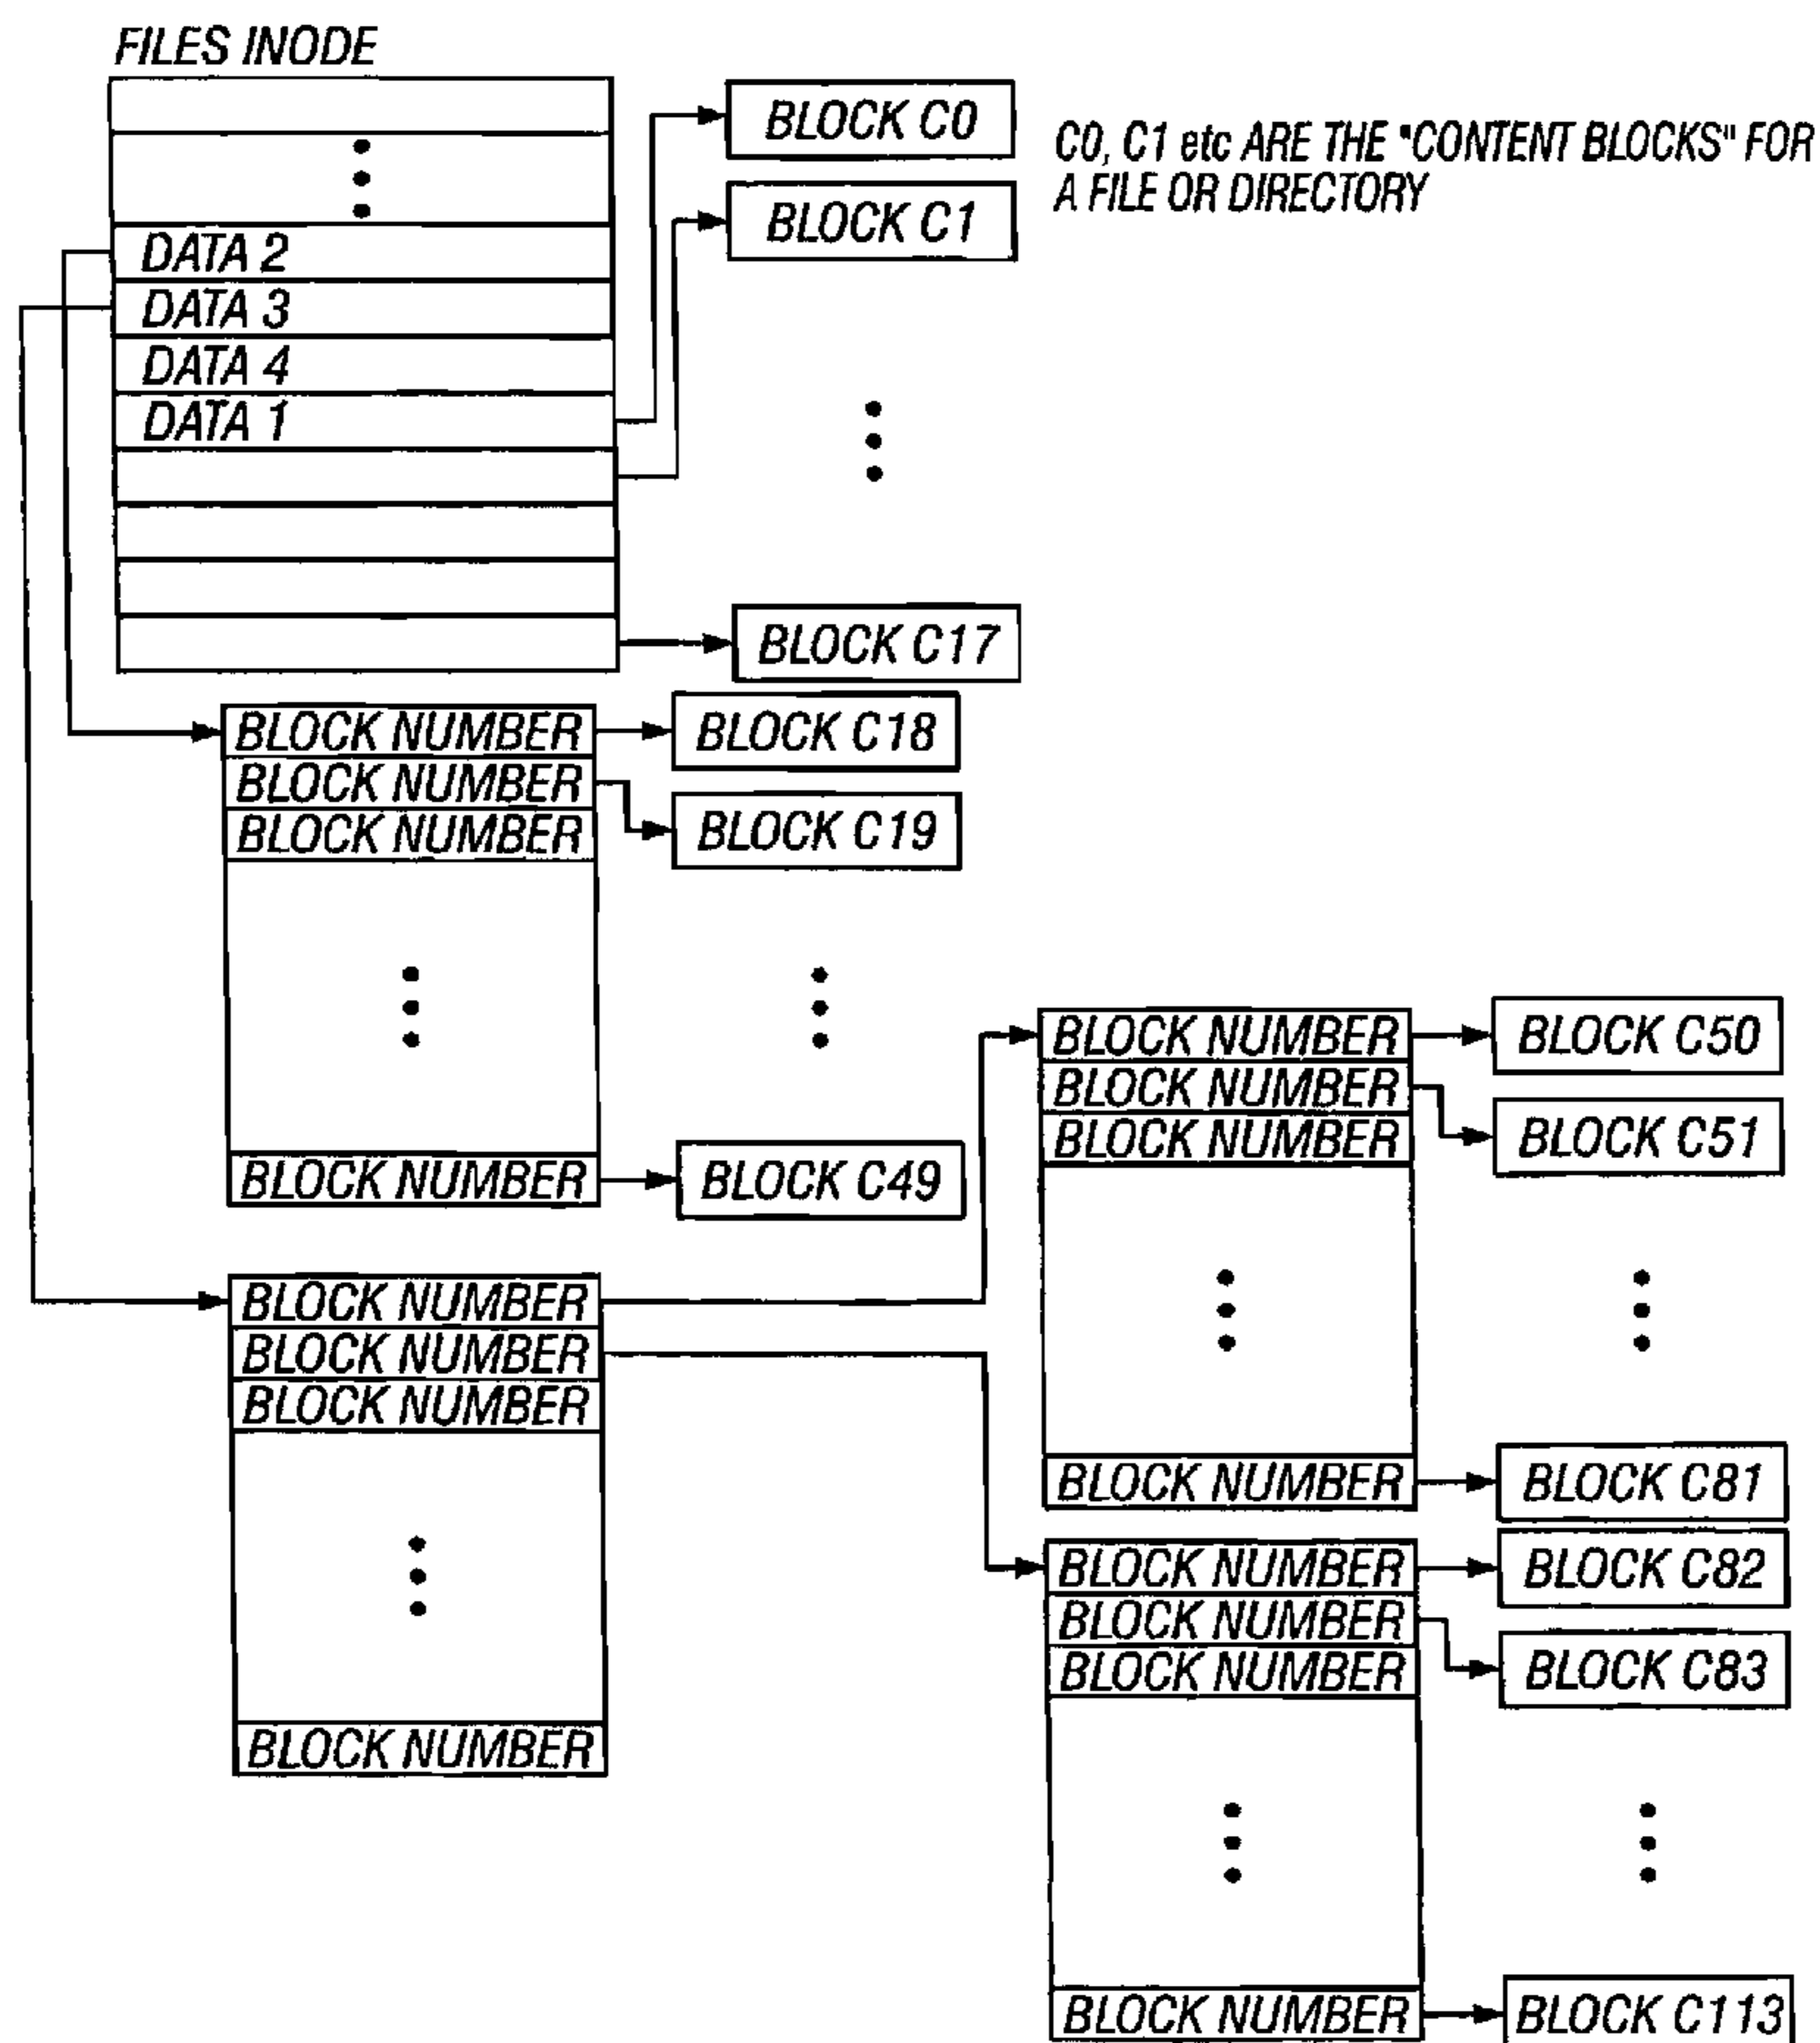 FILES INODE
BLOCK C0
C0, C1 etc ARE THE "CONTENT BLOCKS" FOR
A FILE OR DIRECTORY
BLOCK C1
DATA 2
DATA 3
DATA 4
DATA 1
BLOCK C17
BLOCK NUMBER
BLOCK C18
BLOCK NUMBER
BLOCK C19
BLOCK NUMBER
BLOCK NUMBER
BLOCK C49
BLOCK NUMBER
BLOCK C50
BLOCK NUMBER
BLOCK C51
BLOCK NUMBER
BLOCK NUMBER
BLOCK NUMBER
BLOCK NUMBER
BLOCK NUMBER
BLOCK C81
BLOCK NUMBER
BLOCK C82
BLOCK NUMBER
BLOCK C83
BLOCK NUMBER
BLOCK NUMBER
BLOCK NUMBER
BLOCK C113